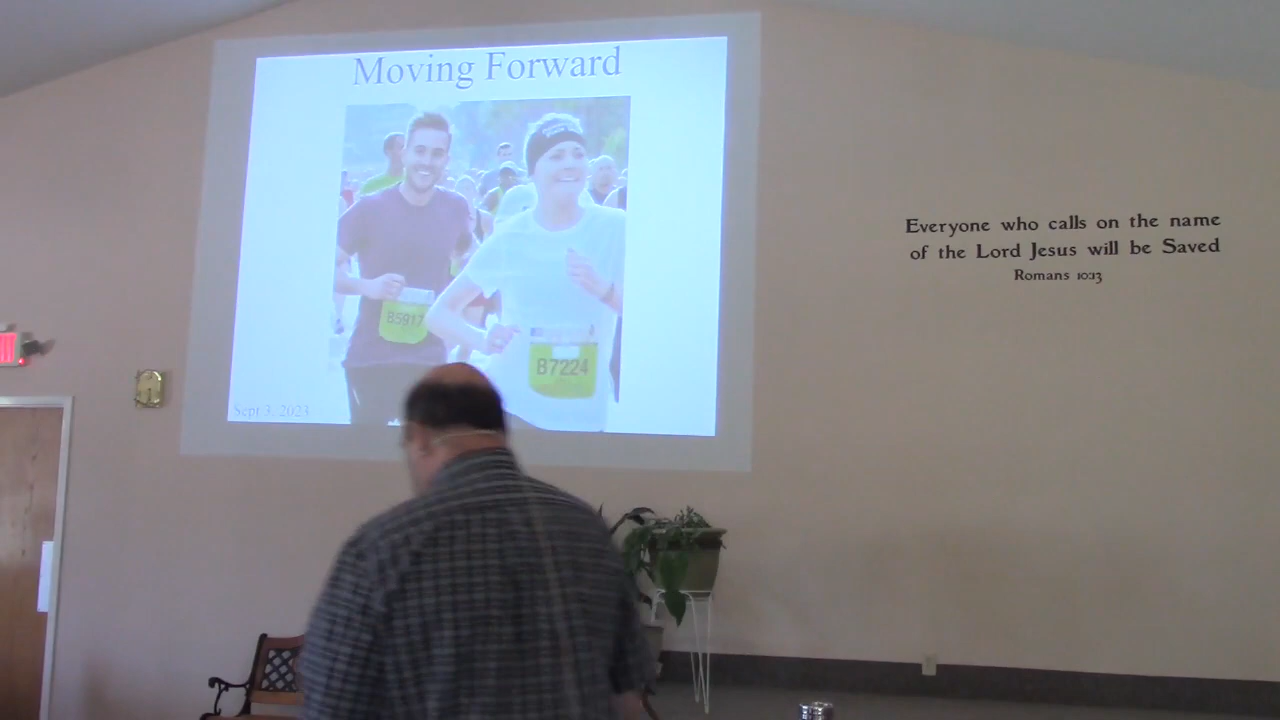 Moving Forward
B5917
B7224
Sept 3, 2023
Everyone who calls on the name
of the Lord Jesus will be Saved
Romans 10:13